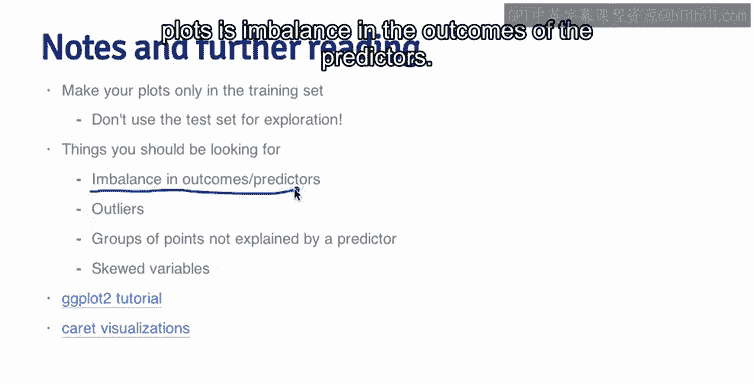 plots is imbalance in the outcomes of the
predictors.
Notes and further reading
Make your plots only in the training set
- Don't use the test set for exploration!
Things you should be looking for
- Imbalance in outcomes/predictors
- Outliers
- Groups of points not explained by a predictor
- Skewed variables
ggplot2 tutorial
caret visualizations